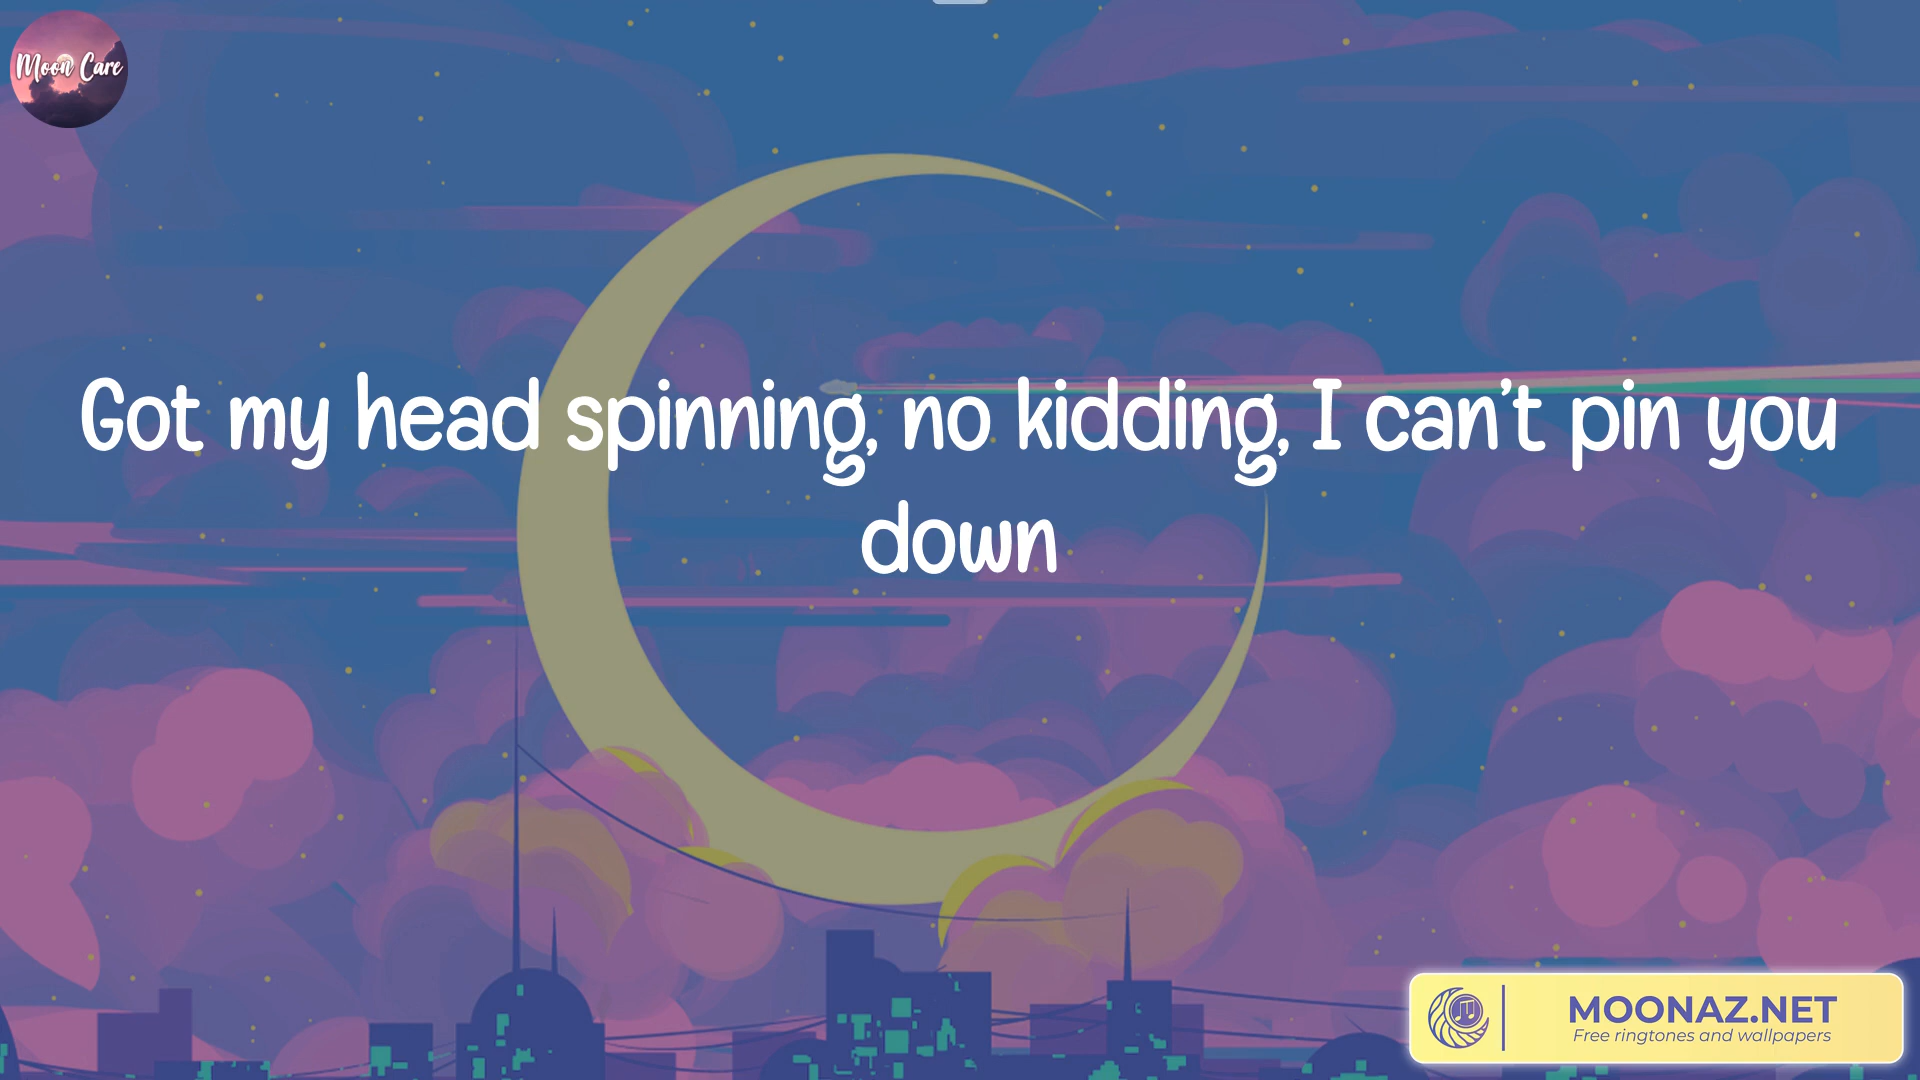 Moon Care
Got my head spinning, no kidding, I can't pin you
down
MOONAZ.NET
Free ringtones and wallpapers